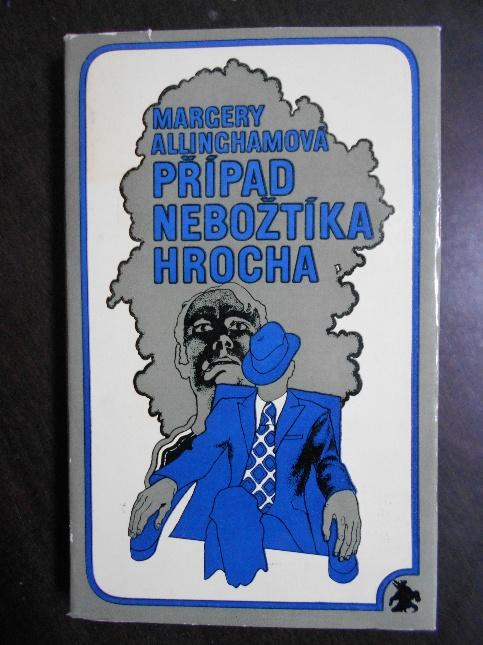 MARGERY
ALLINGHAMOVÁ
PŘÍPAD
NEBOŽTÍKA
HROCHA